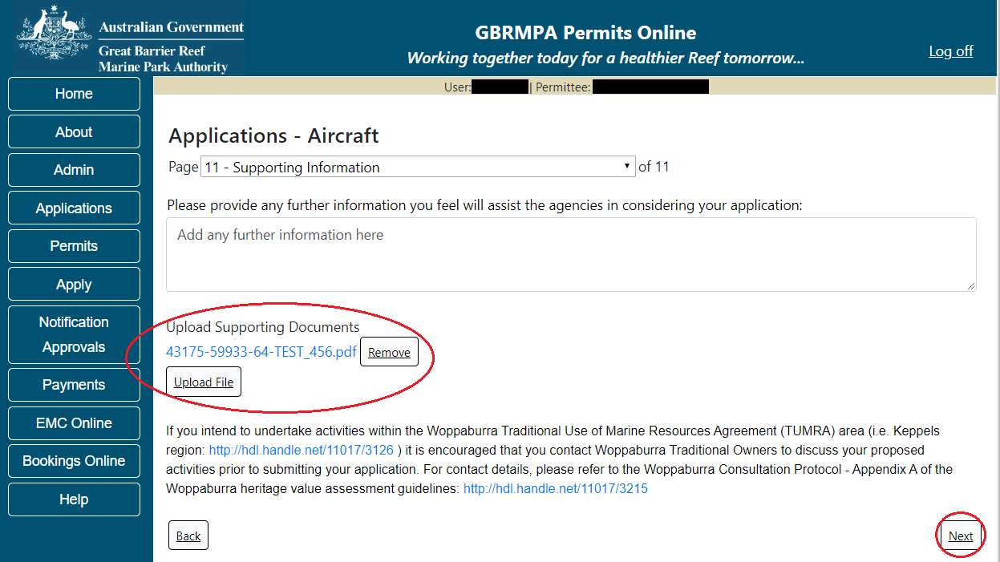 Australian Government
Great Barrier Reef
Marine Park Authority
GBRMPA Permits Online
Working together today for a healthier Reef tomorrow...
Log off
User: | Permittee:
Home
About
Admin
Applications
Permits
Apply
Notification
Approvals
Payments
EMC Online
Bookings Online
Help
Applications - Aircraft
Page 11 - Supporting Information of 11
Please provide any further information you feel will assist the agencies in considering your application:
Add any further information here
Upload Supporting Documents
43175-59933-64-TEST_456.pdf Remove
Upload File
If you intend to undertake activities within the Woppaburra Traditional Use of Marine Resources Agreement (TUMRA) area (i.e. Keppels
region: http://hdl.handle.net/11017/3126 ) it is encouraged that you contact Woppaburra Traditional Owners to discuss your proposed
activities prior to submitting your application. For contact details, please refer to the Woppaburra Consultation Protocol - Appendix A of the
Woppaburra heritage value assessment guidelines: http://hdl.handle.net/11017/3215
Back
Next